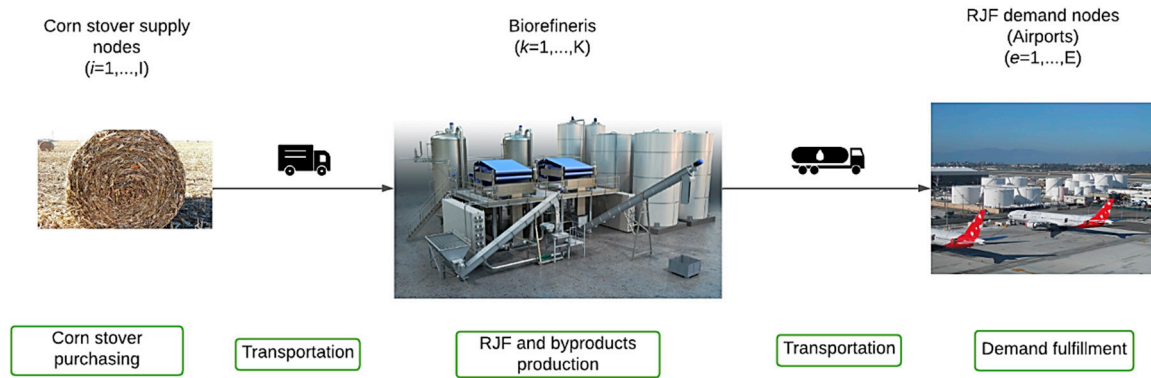 Corn stover supply
nodes
(i=1,...,I)
Biorefineris
(k=1,...,K)
RJF demand nodes
(Airports)
(e=1,...,E)
Corn stover
purchasing
Transportation
RJF and byproducts
production
Transportation
Demand fulfillment